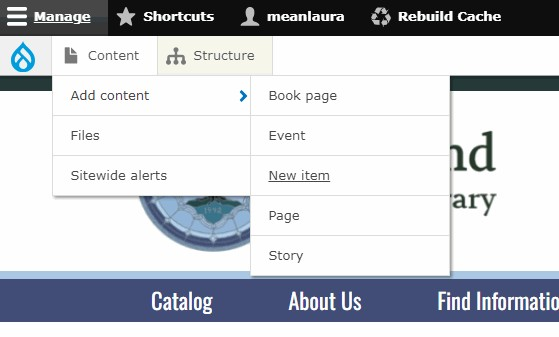 Manage Shortcuts meanlaura Rebuild Cache
Content Structure
Add content Book page
Files Event
Sitewide alerts New item
Page
Story
Catalog About Us Find Informatio